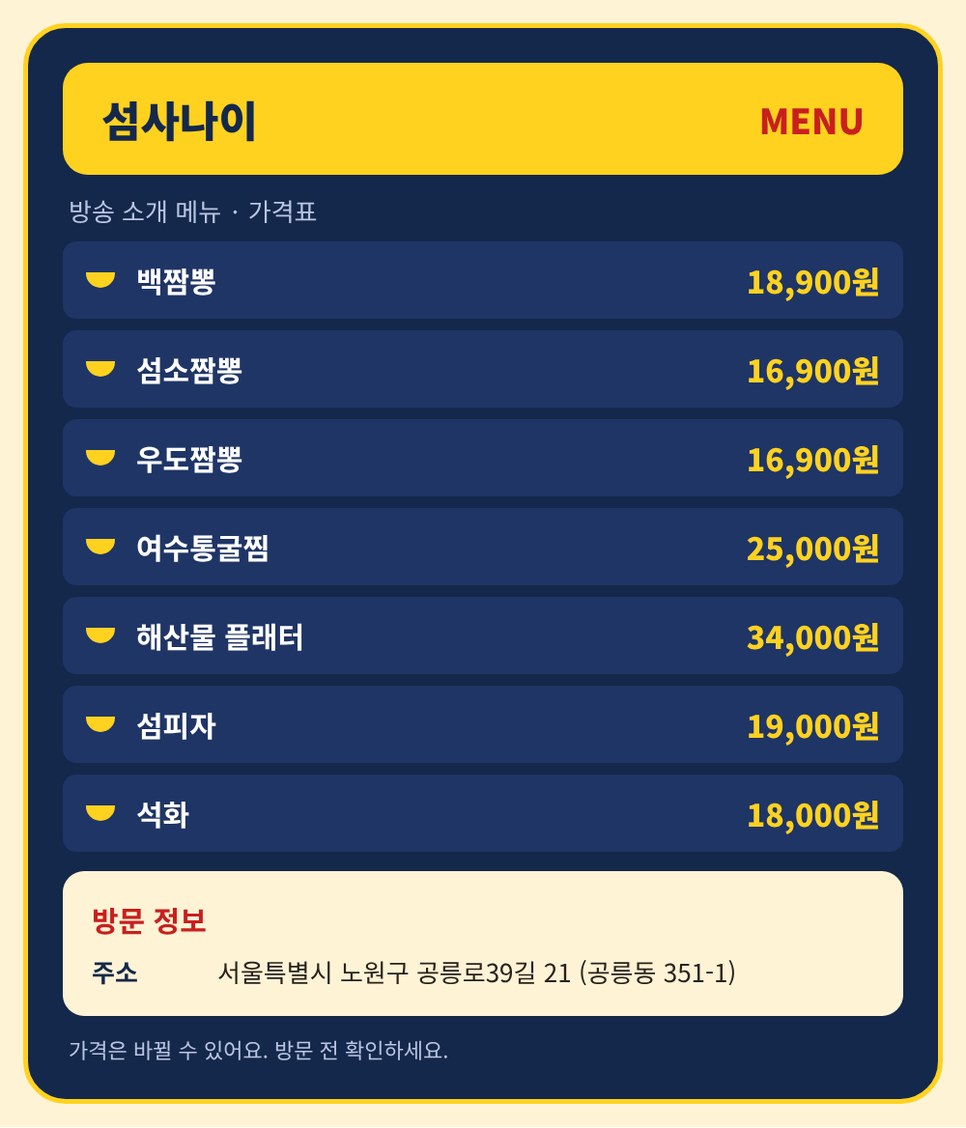 섬사나이 MENU
방송 소개 메뉴 · 가격표
백짬뽕 18,900원
섬소짬뽕 16,900원
우도짬뽕 16,900원
여수통굴찜 25,000원
해산물 플래터 34,000원
섬피자 19,000원
석화 18,000원
방문 정보
주소 서울특별시 노원구 공릉로39길 21 (공릉동 351-1)
가격은 바뀔 수 있어요. 방문 전 확인하세요.